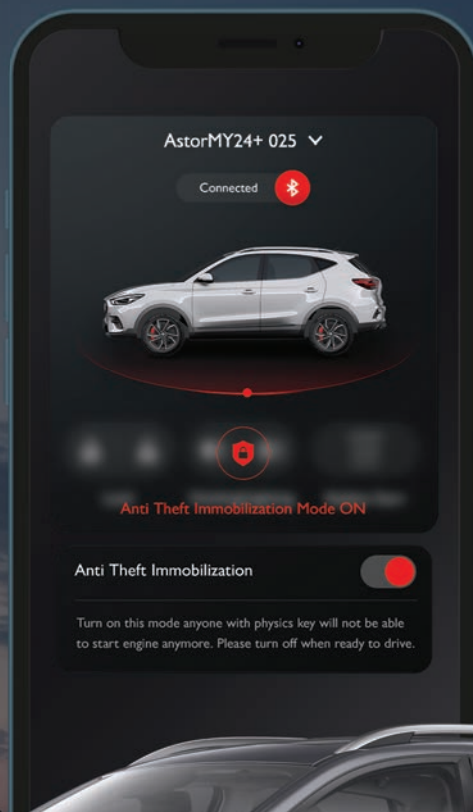 AstorMY24+ 025
Connected
Anti Theft Immobilization Mode ON
Anti Theft Immobilization
Turn on this mode anyone with physics key will not be able
to start engine anymore. Please turn off when ready to drive.